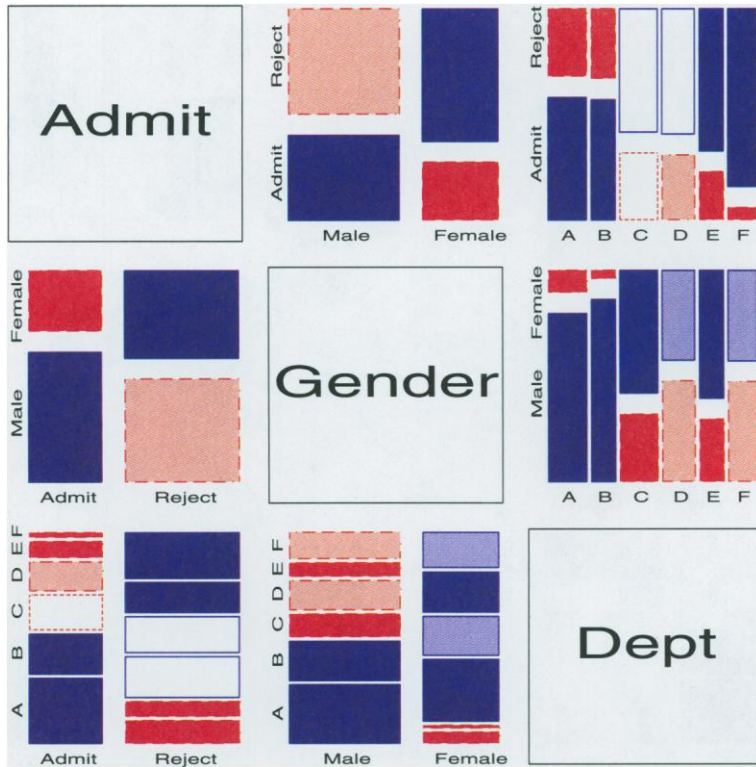 Admit
Reject
Admit
Male
Female
Reject
Admit
A B C D E F
Female
Male
Admit
Reject
Gender
Female
Male
A B C D E F
F
E
D
C
B
A
Admit
Reject
F
E
D
C
B
A
Male
Female
Dept